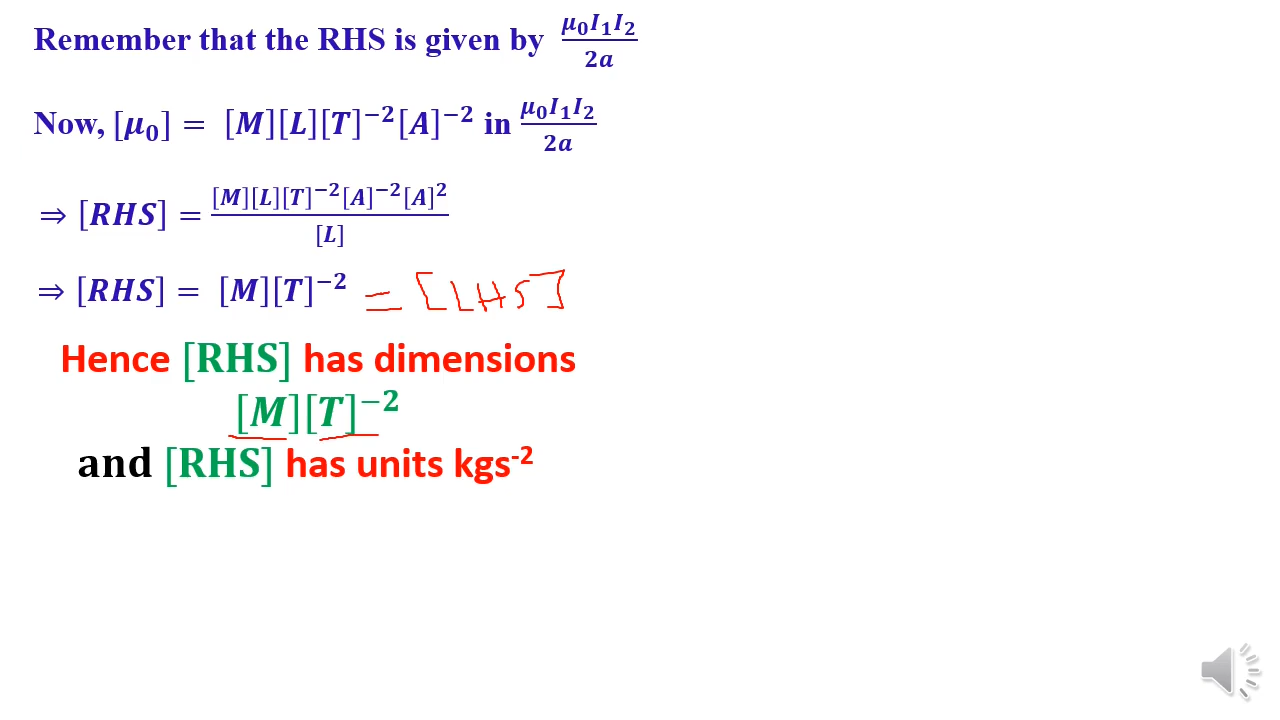 Remember that the RHS is given by μ₀I₁I₂/2a
Now, [μ₀] = [M][L][T]⁻²[A]⁻² in μ₀I₁I₂/2a
⇒ [RHS] = [M][L][T]⁻²[A]⁻²[A]²/[L]
⇒ [RHS] = [M][T]⁻² = [LHS]
Hence [RHS] has dimensions
[M][T]⁻²
and [RHS] has units kgs⁻²